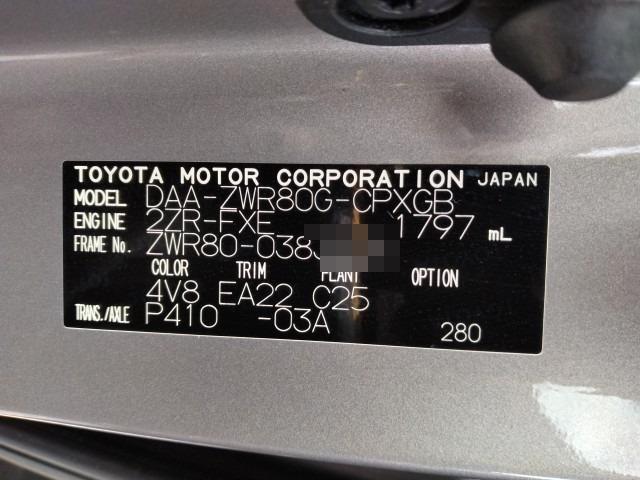 TOYOTA MOTOR CORPORATION JAPAN
MODEL DAA-ZWR80G-CPXGB
ENGINE 2ZR-FXE 1797 mL
FRAME No. ZWR80-038
COLOR TRIM PLANT OPTION
4V8 EA22 C25
TRANS./AXLE P410 -03A 280